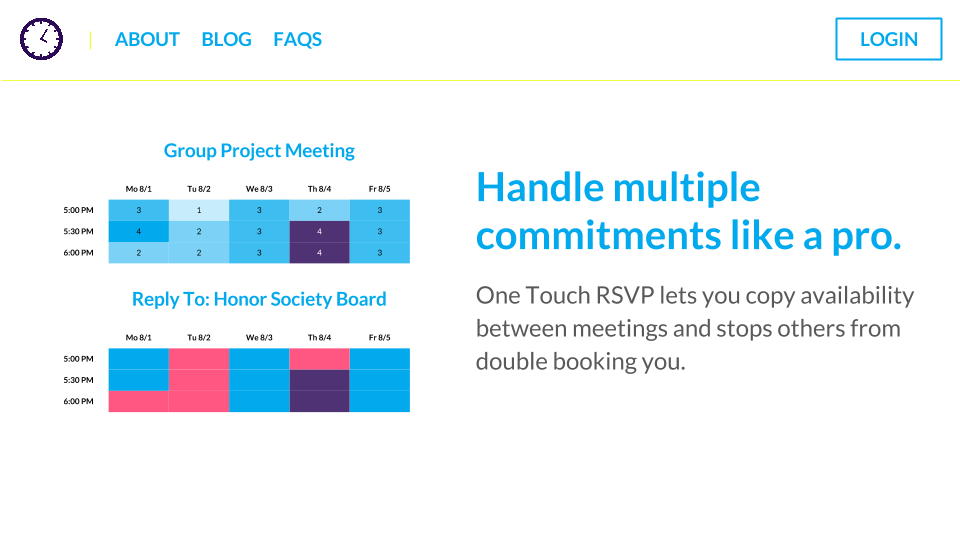 ABOUT BLOG FAQS LOGIN
Group Project Meeting
Mo 8/1 Tu 8/2 We 8/3 Th 8/4 Fr 8/5
5:00 PM 3 1 3 2 3
5:30 PM 4 2 3 4 3
6:00 PM 2 2 3 4 3
Reply To: Honor Society Board
Mo 8/1 Tu 8/2 We 8/3 Th 8/4 Fr 8/5
5:00 PM
5:30 PM
6:00 PM
Handle multiple
commitments like a pro.
One Touch RSVP lets you copy availability
between meetings and stops others from
double booking you.